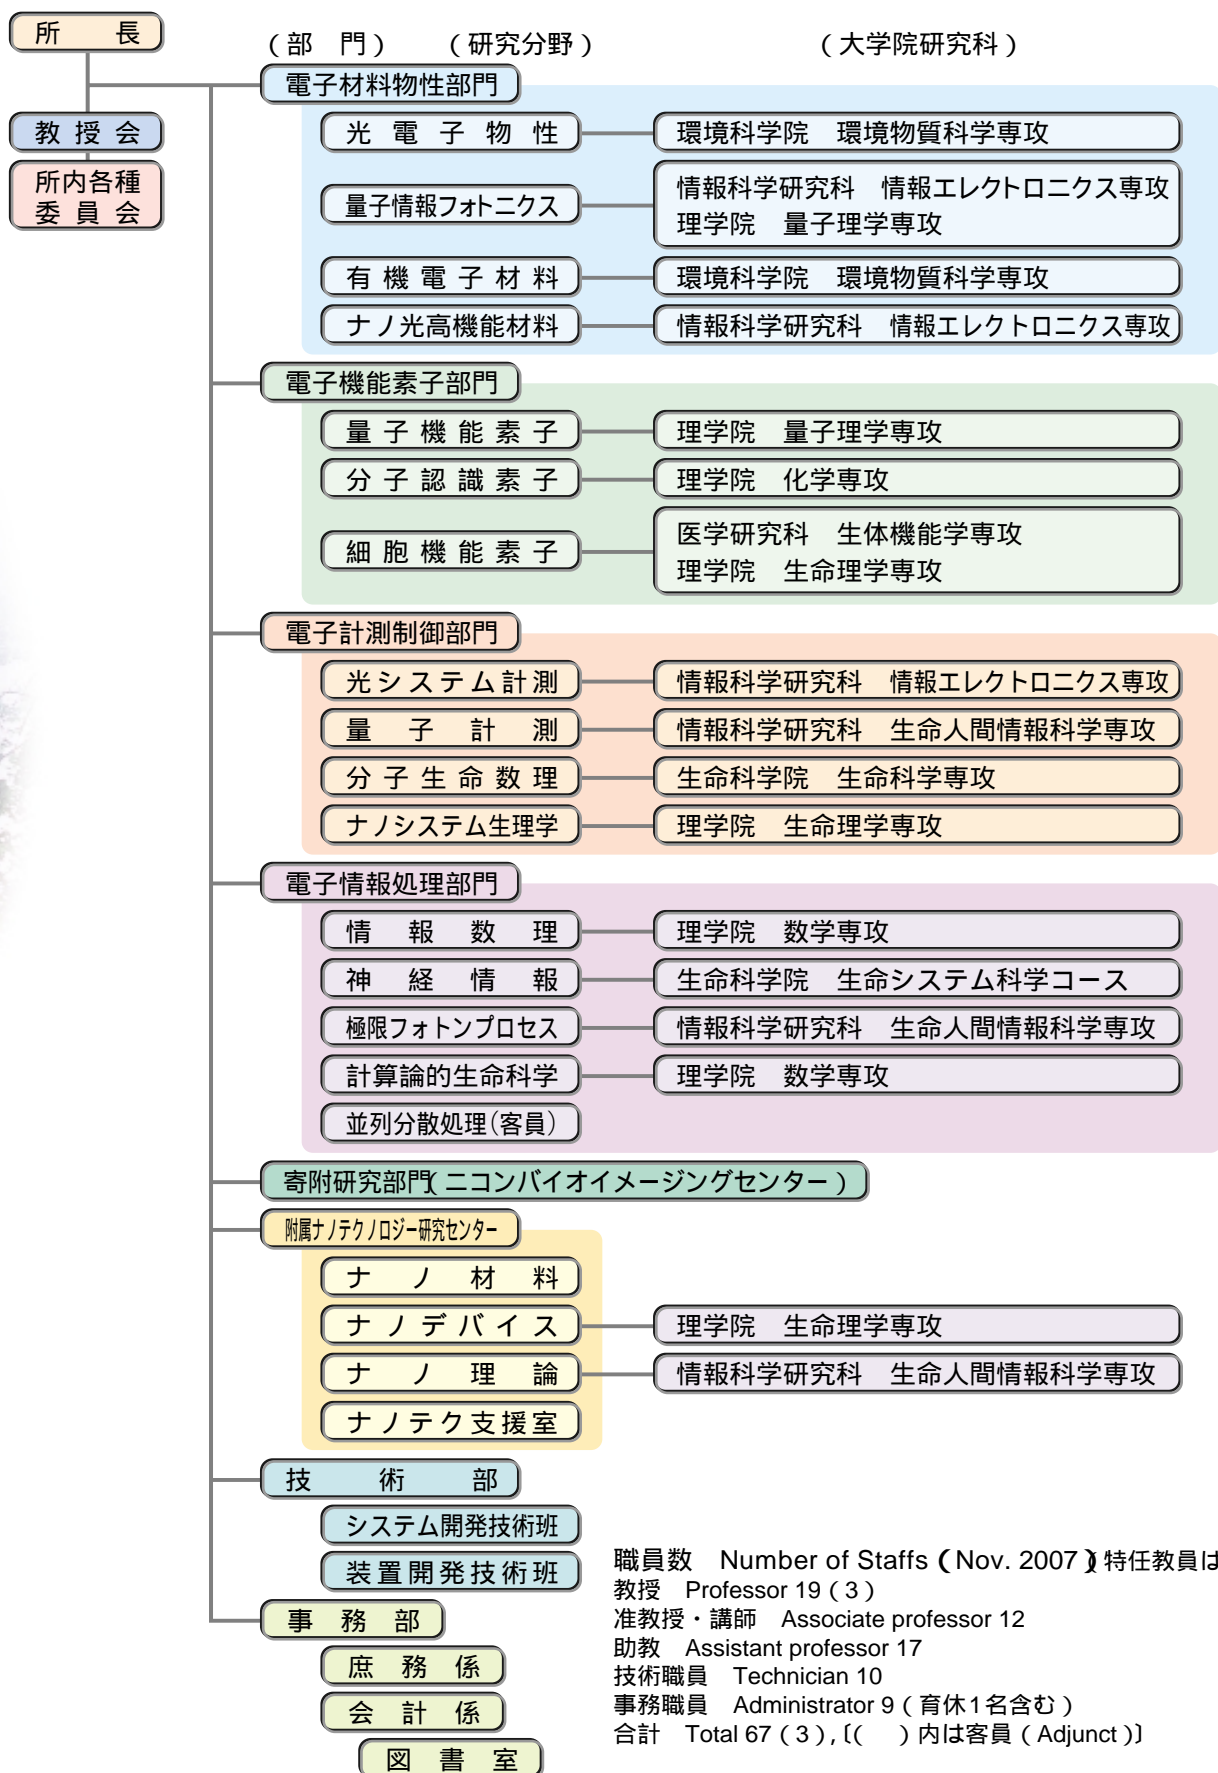 所長
(部 門) (研究分野) (大学院研究科)
電子材料物性部門
教授会
光電子物性
環境科学院 環境物質科学専攻
所内各種
委員会
量子情報フォトニクス
情報科学研究科 情報エレクトロニクス専攻
理学院 量子理学専攻
有機電子材料
環境科学院 環境物質科学専攻
ナノ光高機能材料
情報科学研究科 情報エレクトロニクス専攻
電子機能素子部門
量子機能素子
理学院 量子理学専攻
分子認識素子
理学院 化学専攻
細胞機能素子
医学研究科 生体機能学専攻
理学院 生命理学専攻
電子計測制御部門
光システム計測
情報科学研究科 情報エレクトロニクス専攻
量子計測
情報科学研究科 生命人間情報科学専攻
分子生命数理
生命科学院 生命科学専攻
ナノシステム生理学
理学院 生命理学専攻
電子情報処理部門
情報数理
理学院 数学専攻
神経情報
生命科学院 生命システム科学コース
極限フォトンプロセス
情報科学研究科 生命人間情報科学専攻
計算論的生命科学
理学院 数学専攻
並列分散処理(客員)
寄附研究部門(ニコンバイオイメージングセンター)
附属ナノテクノロジー研究センター
ナノ材料
ナノデバイス
理学院 生命理学専攻
ナノ理論
情報科学研究科 生命人間情報科学専攻
ナノテク支援室
技術部
システム開発技術班
装置開発技術班
事務部
庶務係
会計係
図書室
職員数 Number of Staffs (Nov. 2007)特任教員は
教授 Professor 19(3)
准教授・講師 Associate professor 12
助教 Assistant professor 17
技術職員 Technician 10
事務職員 Administrator 9(育休1名含む)
合計 Total 67(3),〔( )内は客員(Adjunct)〕